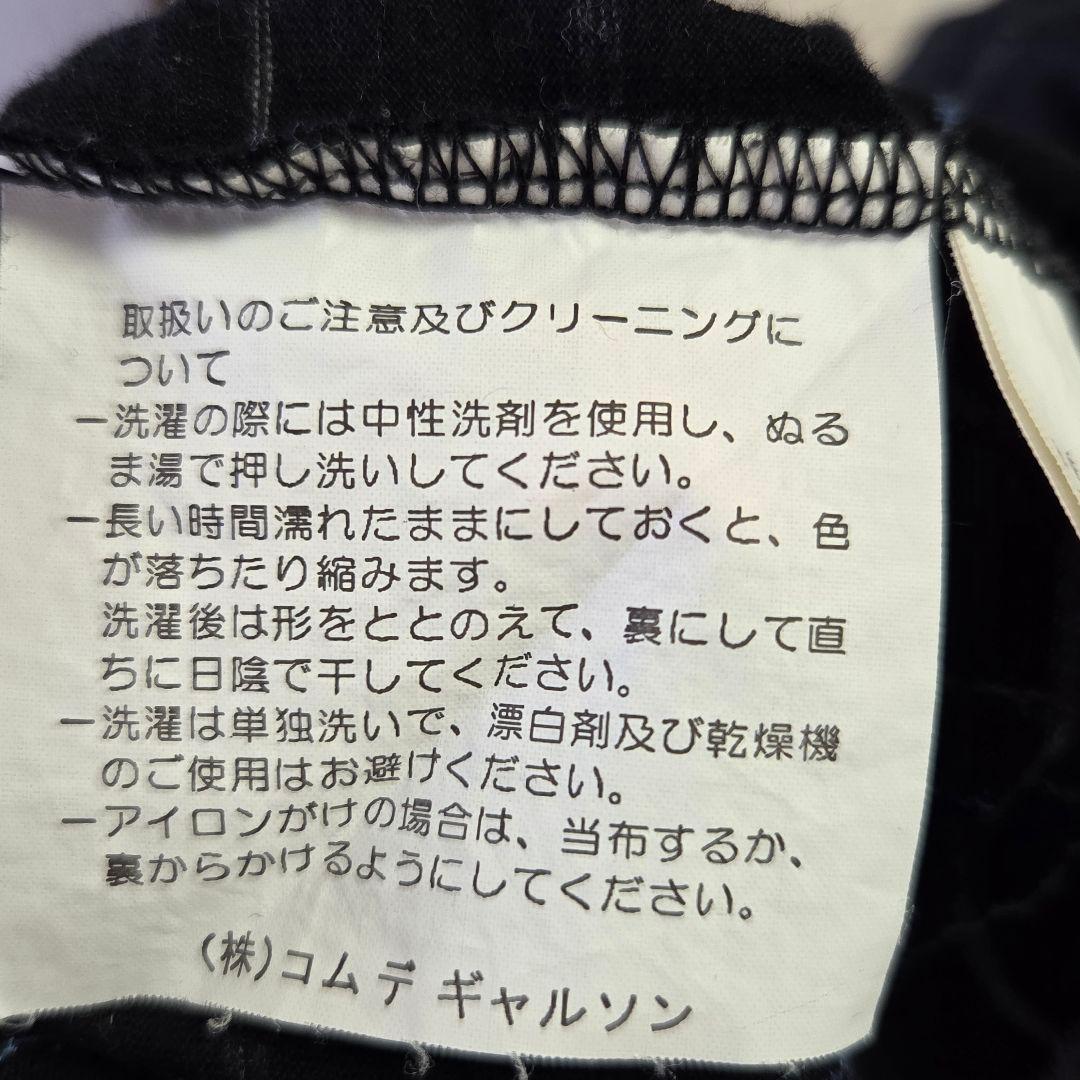 取扱いのご注意及びクリーニングに
ついて
ー洗濯の際には中性洗剤を使用し、ぬる
ま湯で押し洗いしてください。
ー長い時間濡れたままにしておくと、色
が落ちたり縮みます。
洗濯後は形をととのえて、裏にして直
ちに日陰で干してください。
ー洗濯は単独洗いで、漂白剤及び乾燥機
のご使用はお避けください。
ーアイロンがけの場合は、当布するか、
裏からかけるようにしてください。
(株)コム デ ギャルソン